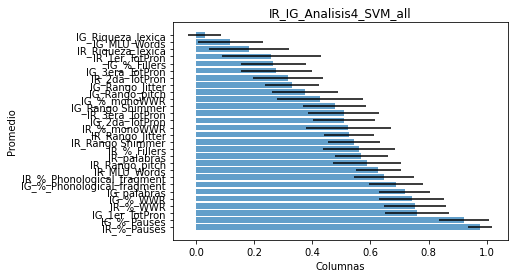 IR_IG_Analisis4_SVM_all
IG_Riqueza_lexica
IG_MLU_Words
IR_Riqueza_lexica
IR_1er_TotPron
IG_%_Fillers
IG_3era_TotPron
IR_2da_TotPron
IG_Rango_Jitter
IG_Rango_pitch
IG_%_monoWWR
IG_Rango_Shimmer
IR_3era_TotPron
IG_2da_TotPron
IR_%_monoWWR
IR_Rango_Jitter
IR_Rango_Shimmer
IR_%_Fillers
IR_palabras
IR_Rango_pitch
IR_MLU_Words
IR_%_Phonological_fragment
IG_%_Phonological_fragment
IG_palabras
IG_%_WWR
IR_%_WWR
IG_1er_TotPron
IG_%_Pauses
IR_%_Pauses
Promedio
0.0 0.2 0.4 0.6 0.8 1.0
Columnas